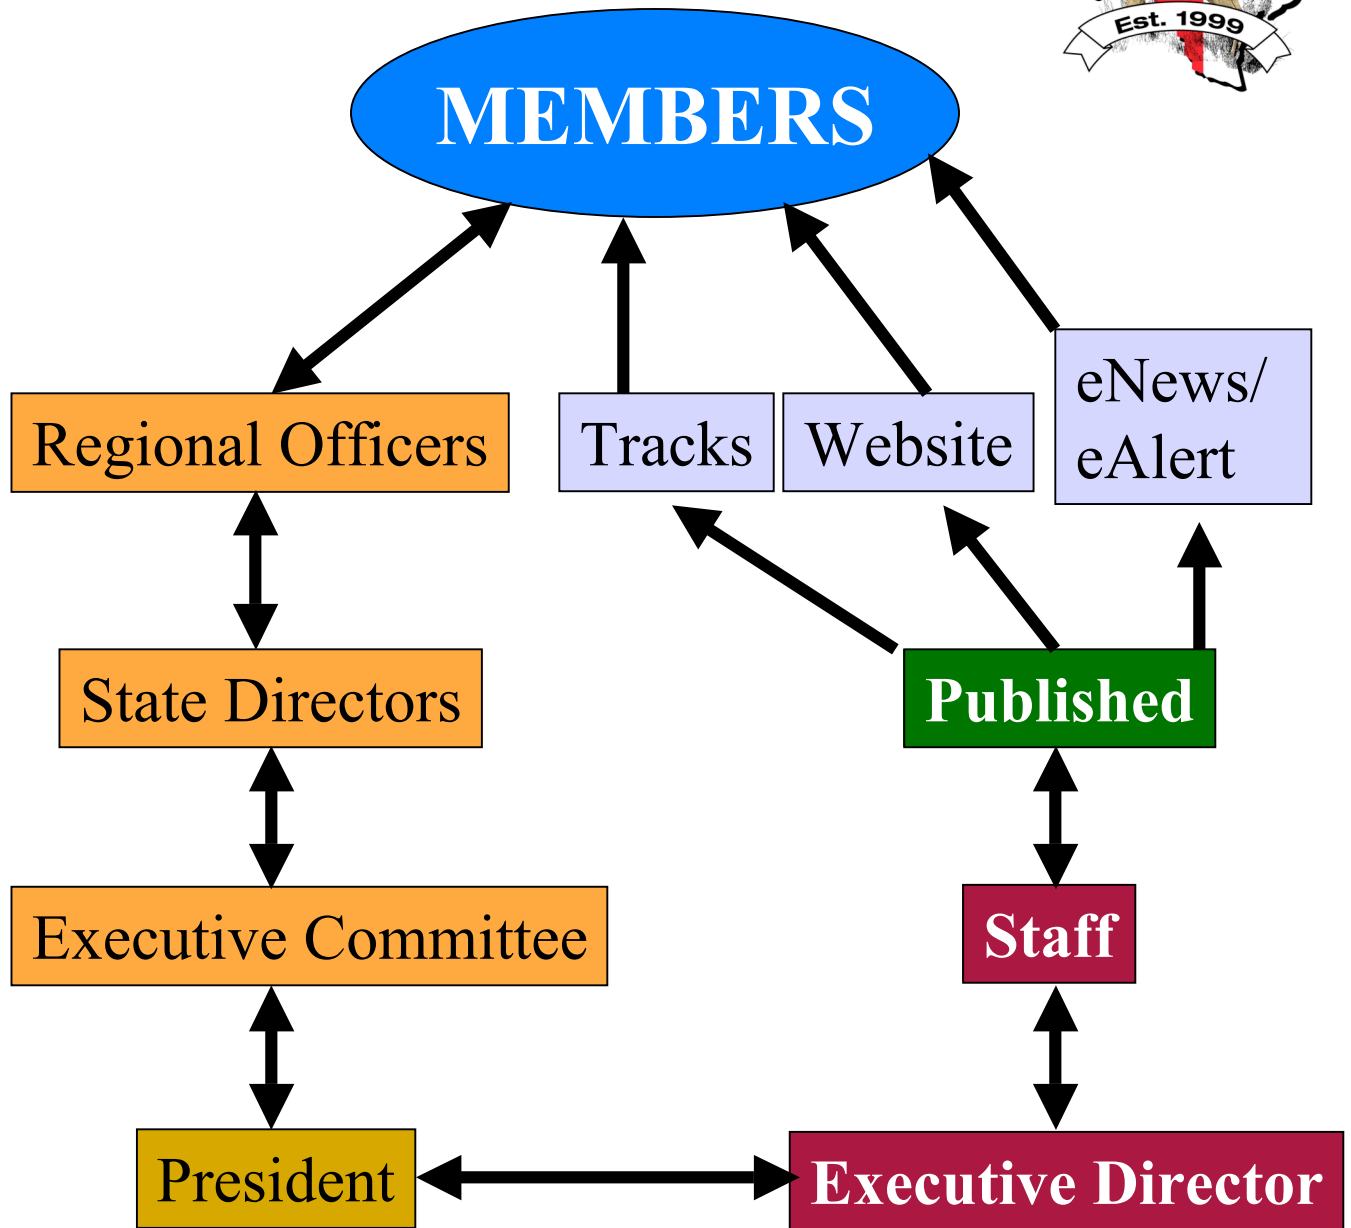 Est. 1999
MEMBERS
eNews/
eAlert
Regional Officers
Tracks
Website
State Directors
Published
Executive Committee
Staff
President
Executive Director